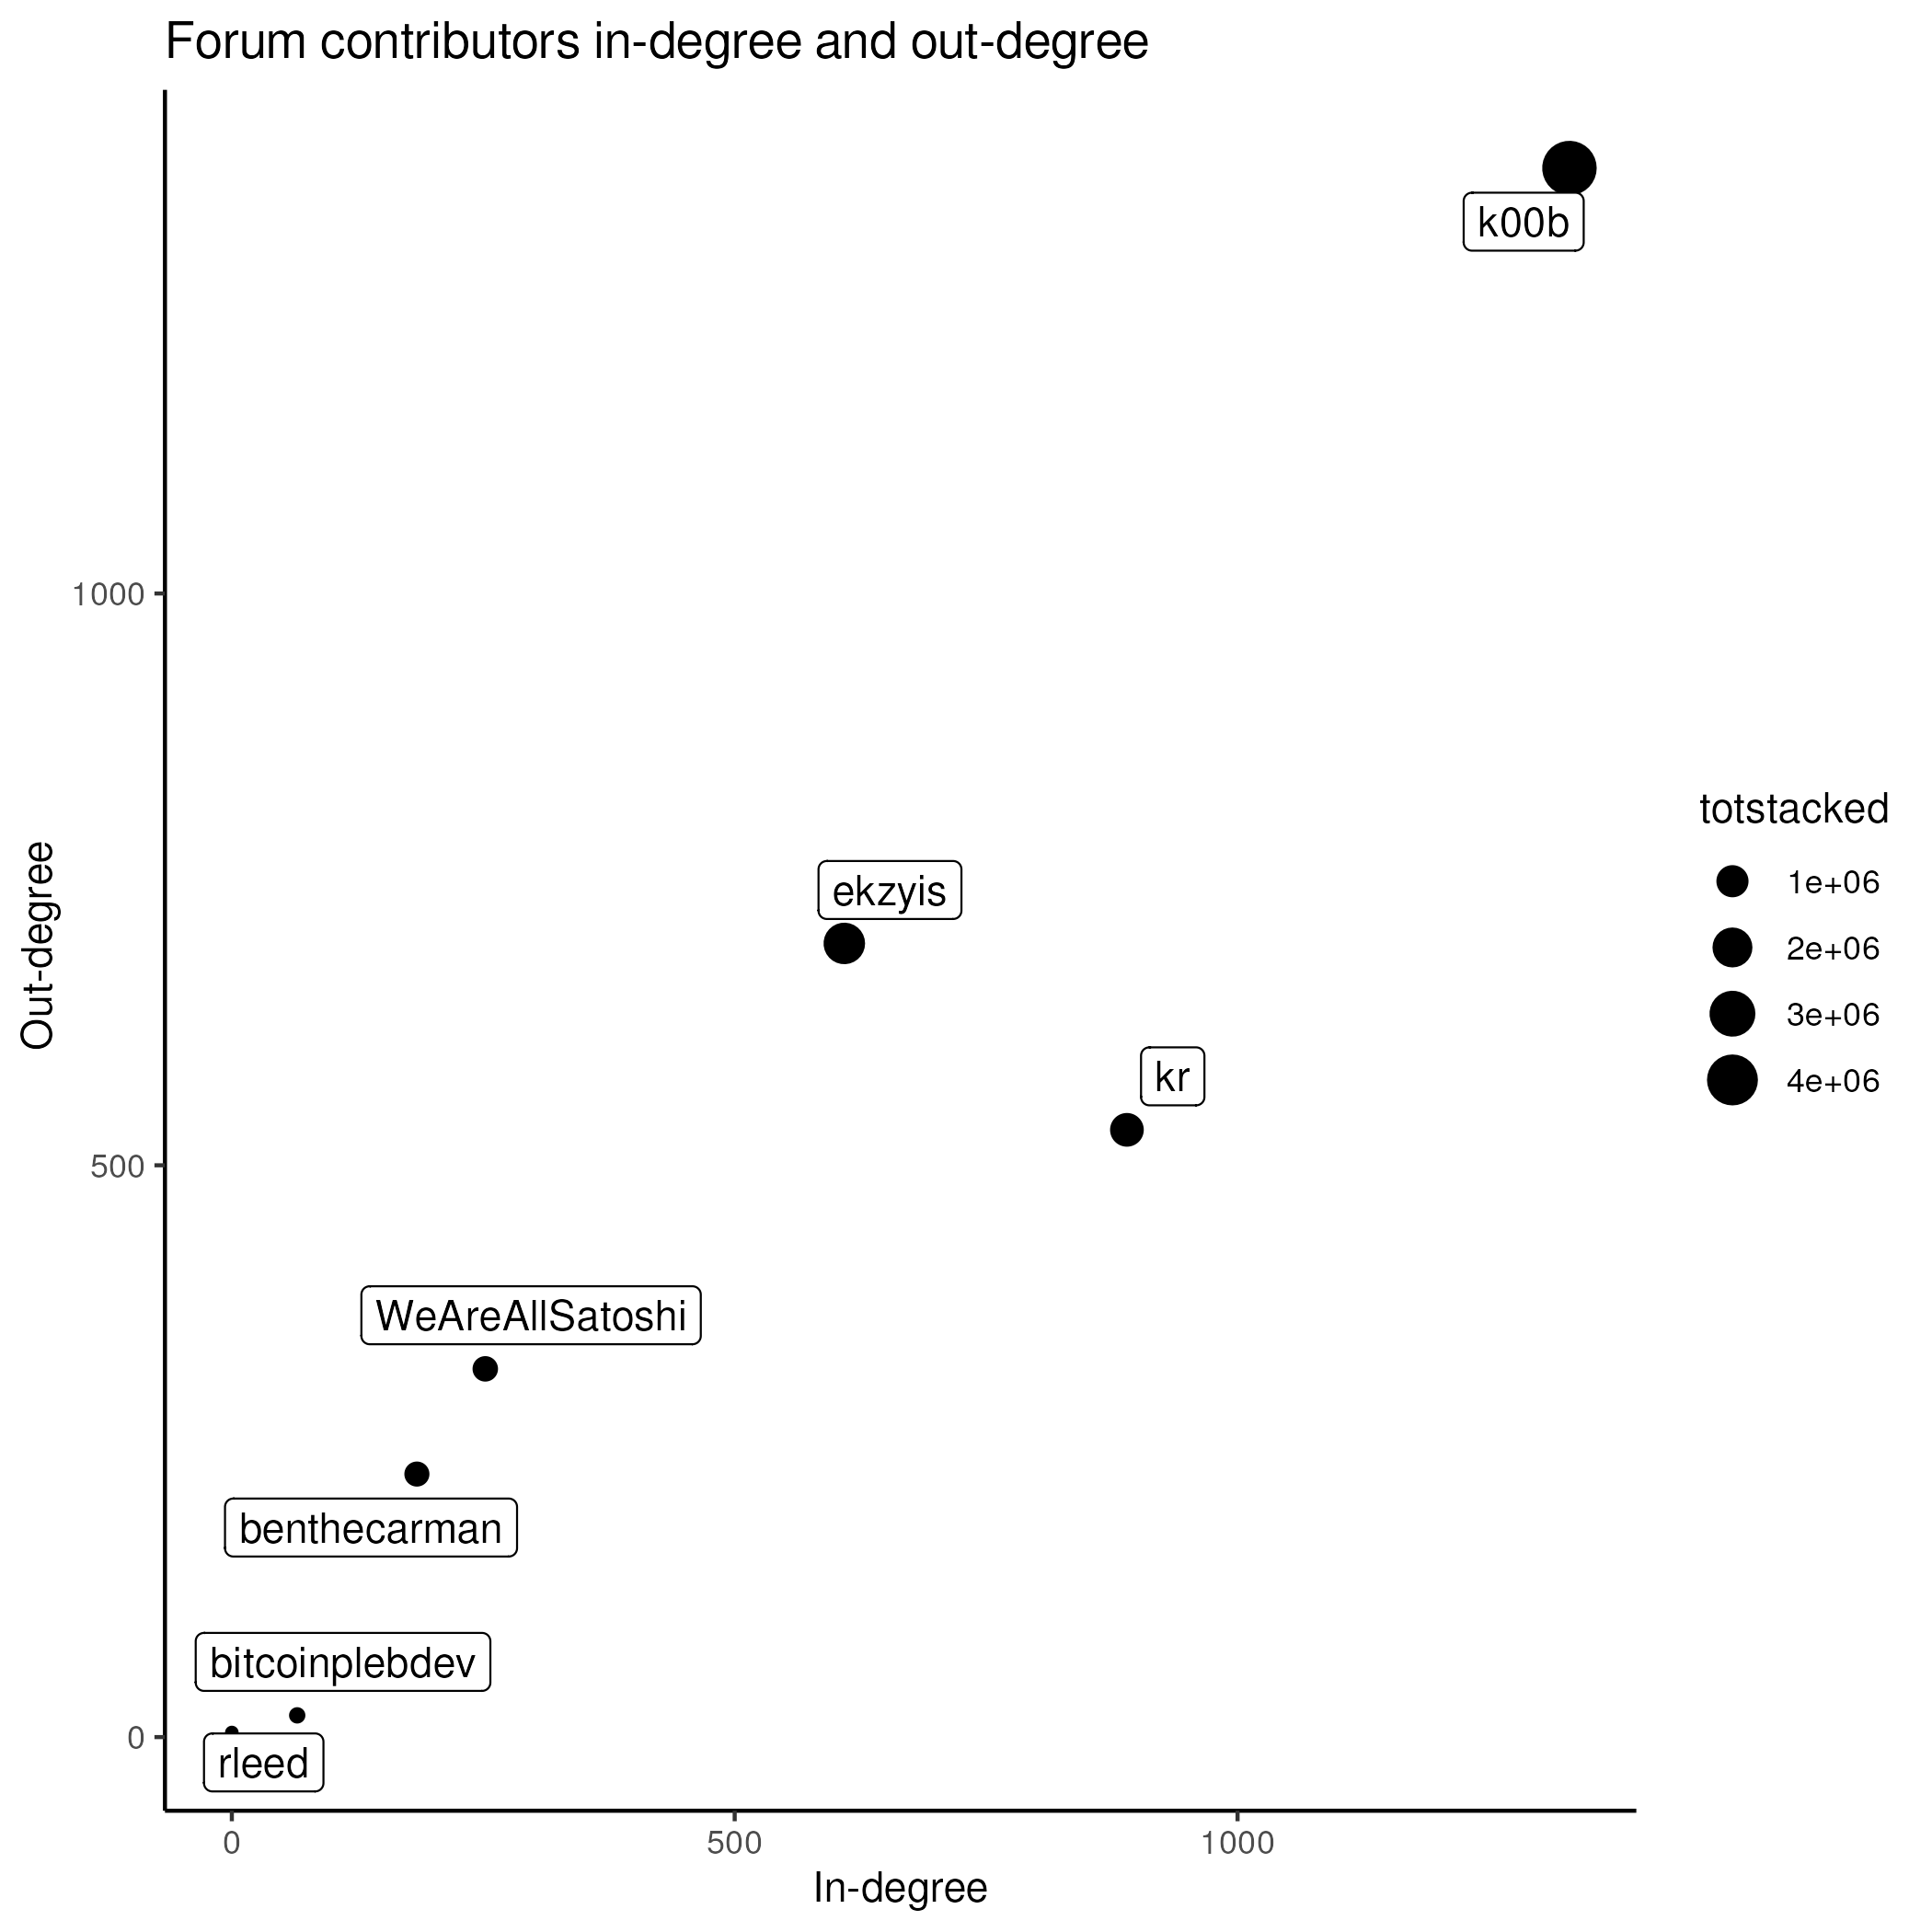 Forum contributors in-degree and out-degree
k00b
1000
ekzyis
kr
500
WeAreAllSatoshi
benthecarman
bitcoinplebdev
0
rleed
0
500
1000
In-degree
Out-degree
totstacked
1e+06
2e+06
3e+06
4e+06